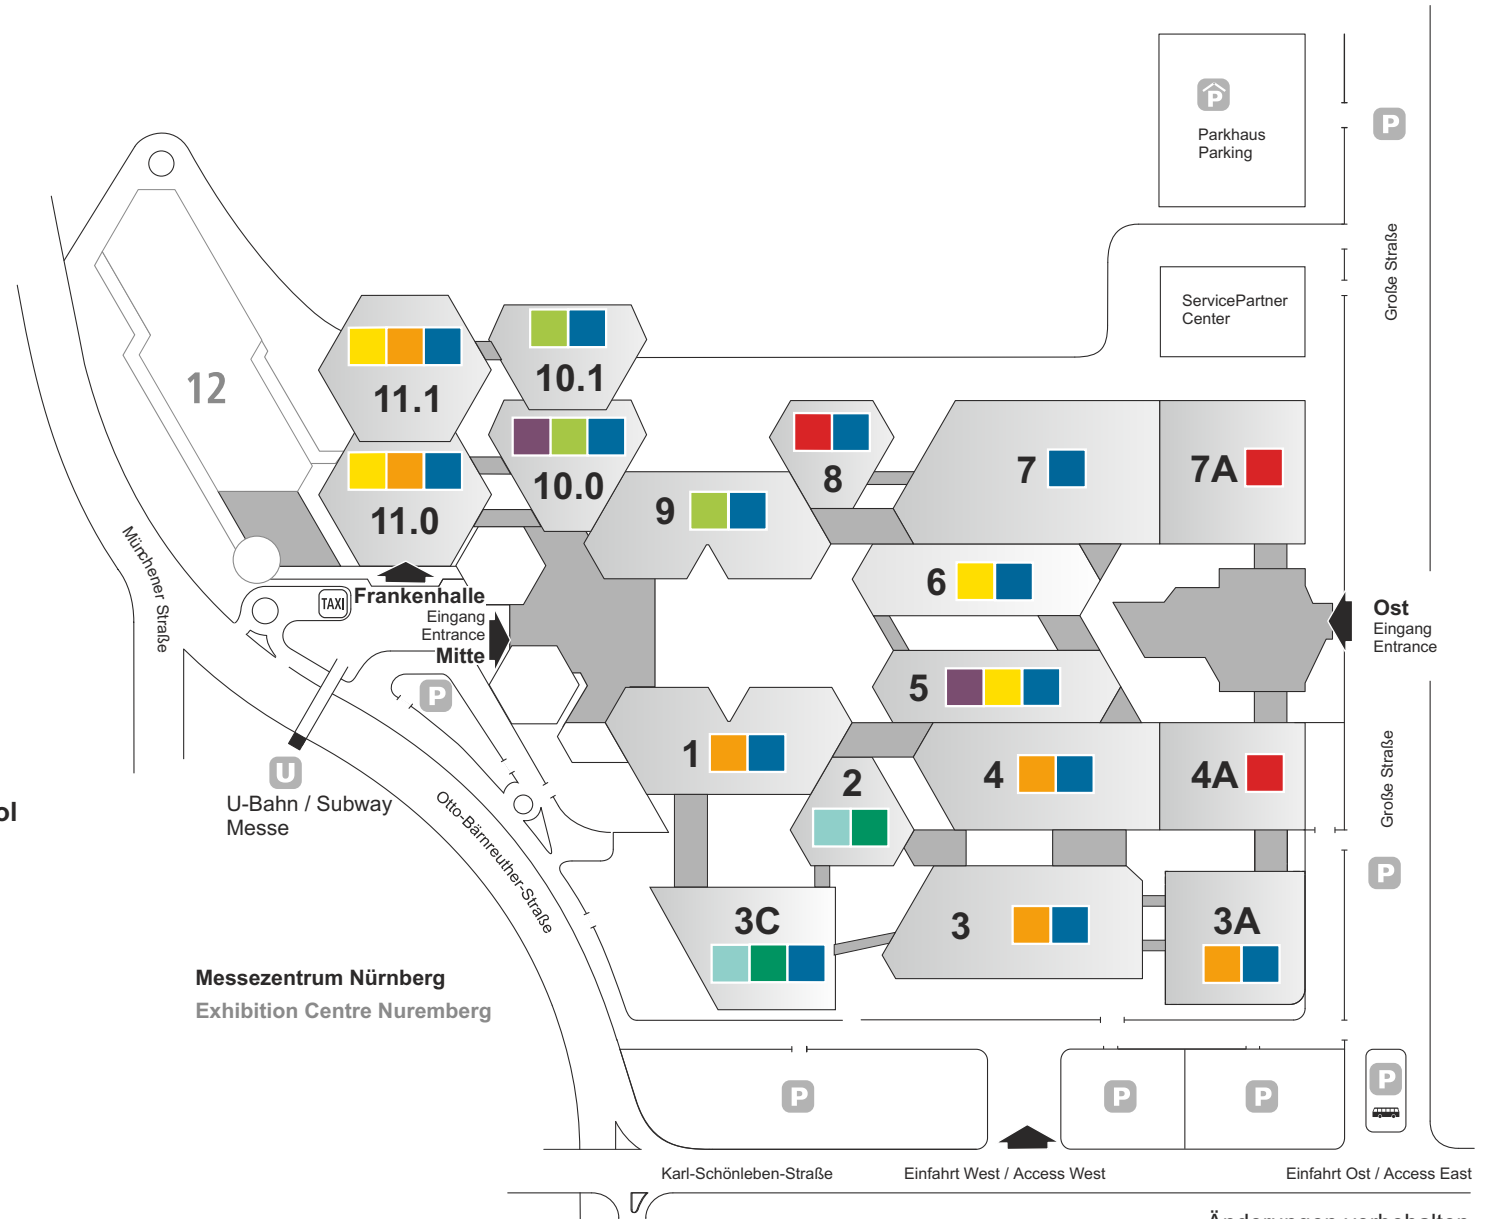 P
Parkhaus
Parking
P
Große Straße
ServicePartner
Center
12
11.1
10.1
11.0
10.0
9
8
7
7A
6
5
Münchener Straße
TAXI
Frankenhalle
Eingang
Entrance
Mitte
Ost
Eingang
Entrance
P
U
U-Bahn / Subway
Messe
Otto-Bärnreuther-Straße
1
2
4
4A
Große Straße
ol
3C
3
3A
P
Messezentrum Nürnberg
Exhibition Centre Nuremberg
P
P
P
P
Karl-Schönleben-Straße
Einfahrt West / Access West
Einfahrt Ost / Access East
Änderungen vorbehalten